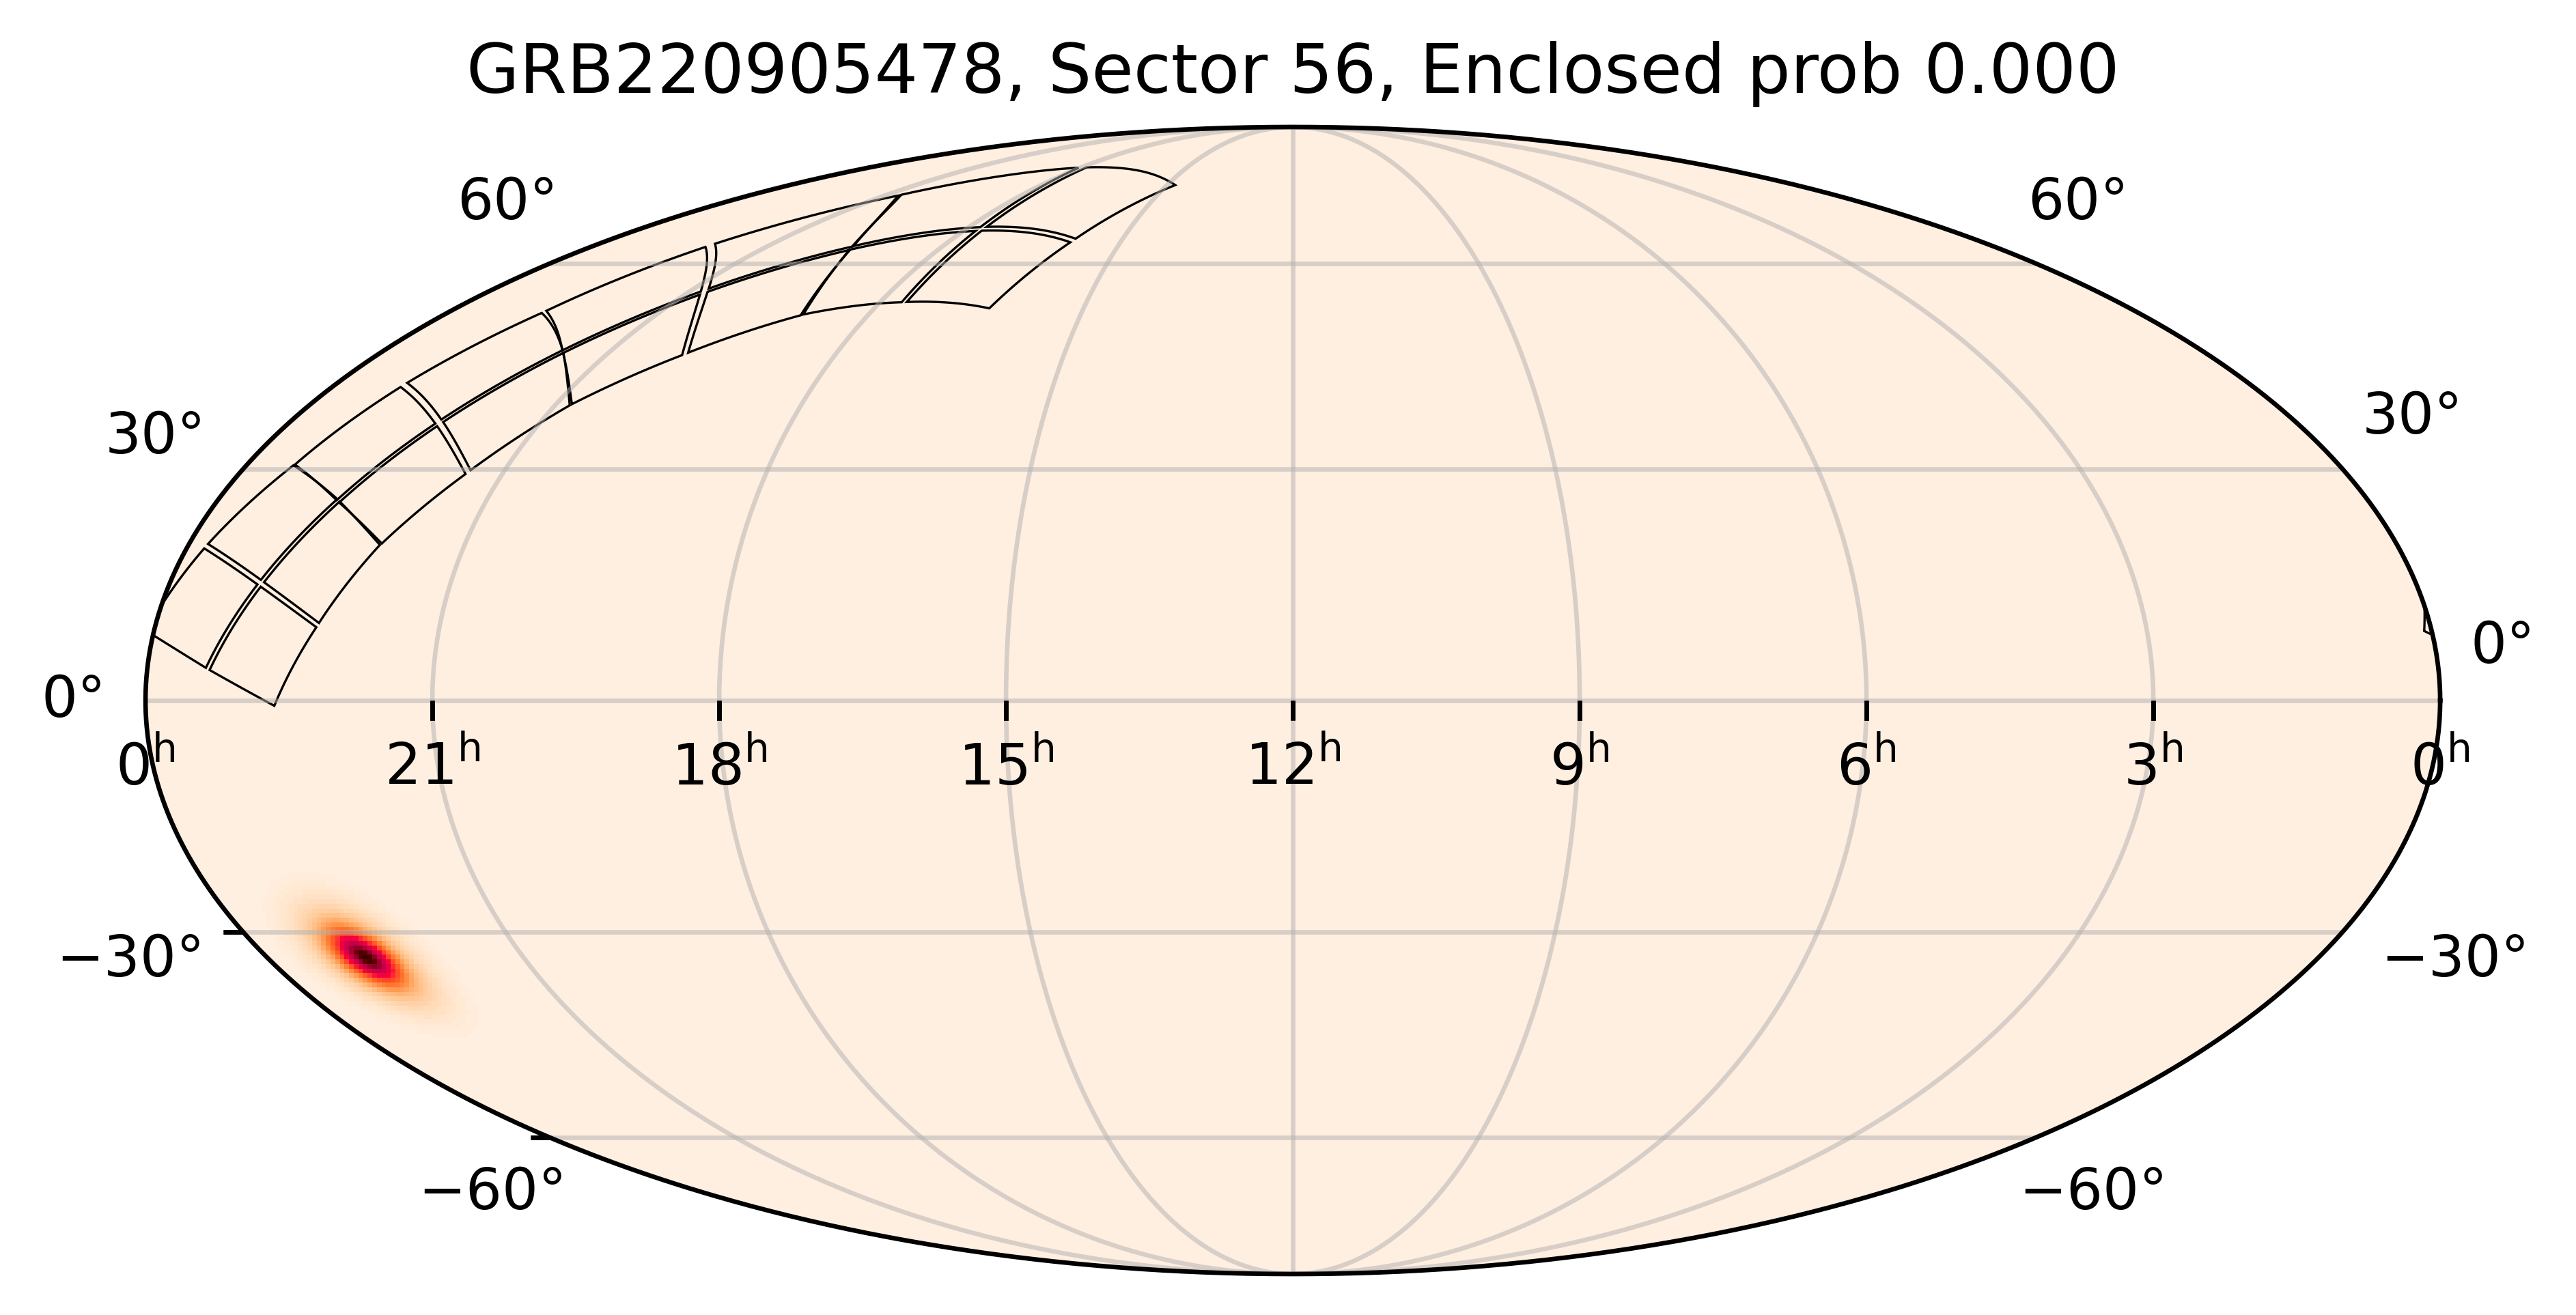 GRB220905478, Sector 56, Enclosed prob 0.000
60° 60°
30° 30°
0° 0°
0ʰ 21ʰ 18ʰ 15ʰ 12ʰ 9ʰ 6ʰ 3ʰ 0ʰ
−30° −30°
−60° −60°